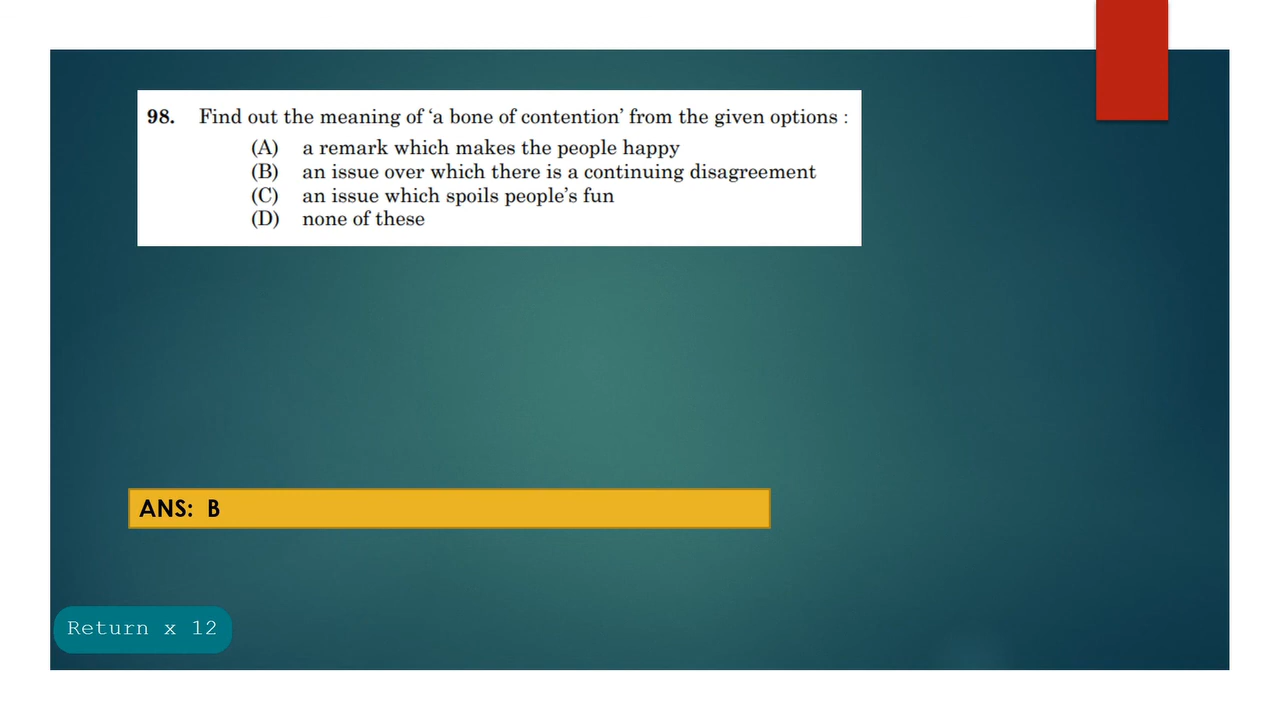 98. Find out the meaning of ‘a bone of contention’ from the given options :
(A) a remark which makes the people happy
(B) an issue over which there is a continuing disagreement
(C) an issue which spoils people’s fun
(D) none of these
ANS: B
Return x 12